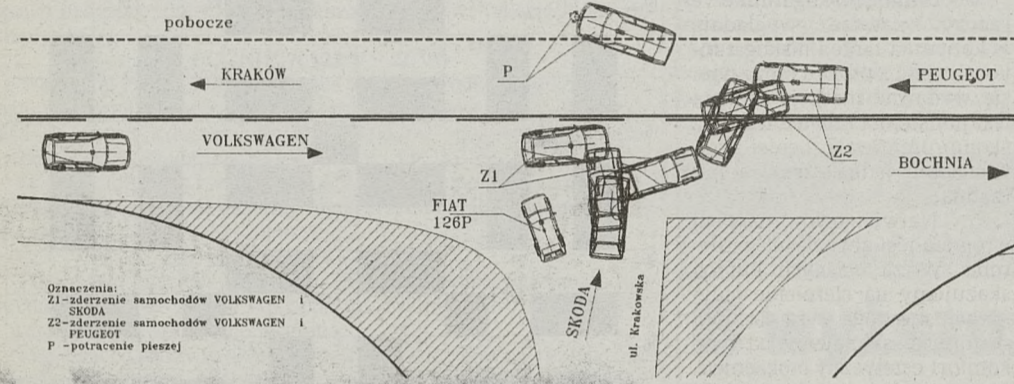 pobocze
P
KRAKÓW
PEUGEOT
VOLKSWAGEN
Z1
Z2
BOCHNIA
FIAT
126P
SKODA
ul. Krakowska
Oznaczenia:
Z1-zderzenie samochodów VOLKSWAGEN i
SKODA
Z2-zderzenie samochodów VOLKSWAGEN i
PEUGEOT
P -potrącenie pieszej